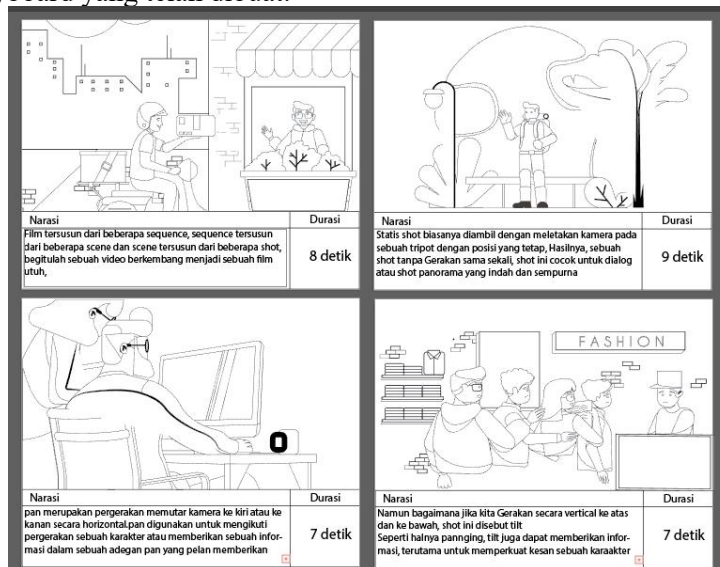 board yang telah dibuat.
Narasi
Durasi
Film tersusun dari beberapa sequence, sequence tersusun
dari beberapa scene dan scene tersusun dari beberapa shot,
begitulah sebuah video berkembang menjadi sebuah film
utuh,
8 detik
Narasi
Durasi
Statis shot biasanya diambil dengan meletakan kamera pada
sebuah tripot dengan posisi yang tetap, Hasilnya, sebuah
shot tanpa Gerakan sama sekali, shot ini cocok untuk dialog
atau shot panorama yang indah dan sempurna
9 detik
Narasi
Durasi
pan merupakan pergerakan memutar kamera ke kiri atau ke
kanan secara horizontal.pan digunakan untuk mengikuti
pergerakan sebuah karakter atau memberikan sebuah infor-
masi dalam sebuah adegan pan yang pelan memberikan
7 detik
FASHION
Narasi
Durasi
Namun bagaimana jika kita Gerakan secara vertical ke atas
dan ke bawah, shot ini disebut tilt
Seperti halnya pannging, tilt juga dapat memberikan infor-
masi, terutama untuk memperkuat kesan sebuah karaakter
7 detik